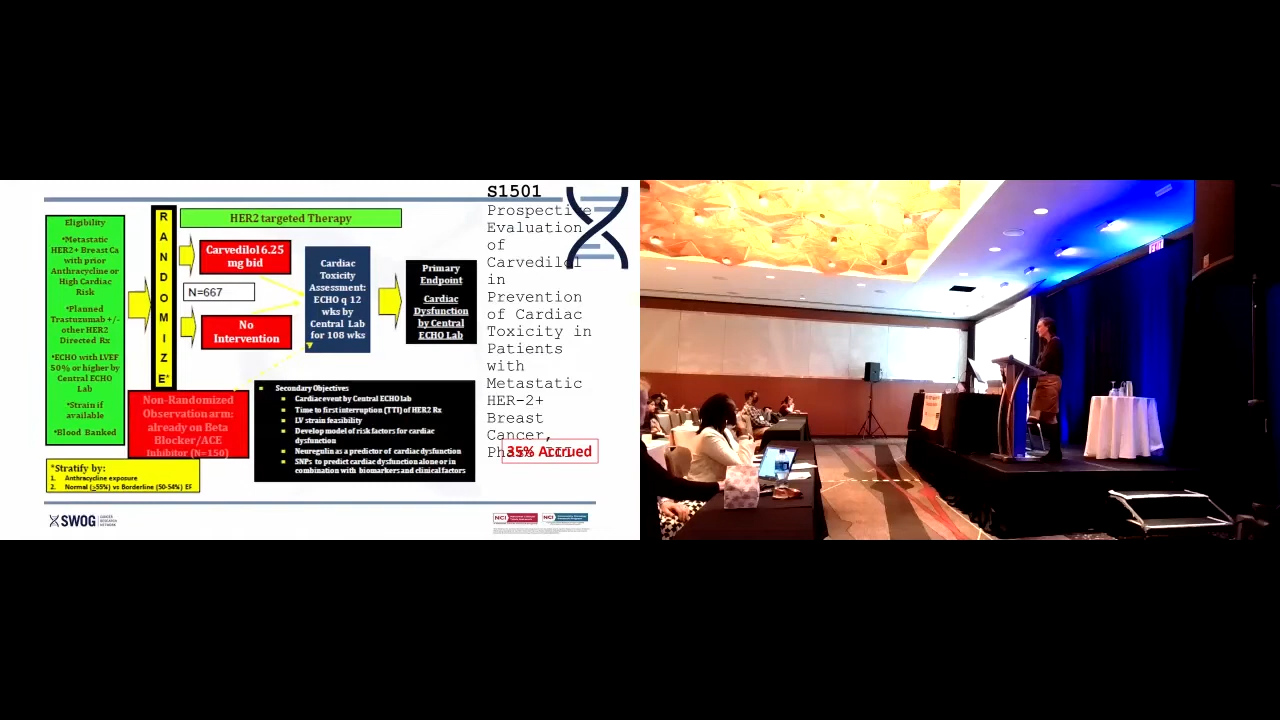 S1501
Prospective
Evaluation
of
Carvedilol
in
Prevention
of Cardiac
Toxicity in
Patients
with
Metastatic
HER-2+
Breast
Cancer,
35% Accrued
Eligibility
*Metastatic
HER2+ Breast Ca
with prior
Anthracycline or
High Cardiac
Risk
*Planned
Trastuzumab +/-
other HER2
Directed Rx
*ECHO with LVEF
50% or higher by
Central ECHO
Lab
*Strain if
available
*Blood Banked
R
A
N
D
O
M
I
Z
E*
HER2 targeted Therapy
Carvedilol 6.25
mg bid
N=667
No
Intervention
Cardiac
Toxicity
Assessment:
ECHO q 12
wks by
Central Lab
for 108 wks
Primary
Endpoint
Cardiac
Dysfunction
by Central
ECHO Lab
Non-Randomized
Observation arm:
already on Beta
Blocker/ACE
Inhibitor (N=150)
Secondary Objectives
Cardiac event by Central ECHO lab
Time to first interruption (TTI) of HER2 Rx
LV strain feasibility
Develop model of risk factors for cardiac
dysfunction
Neuregulin as a predictor of cardiac dysfunction
SNPs to predict cardiac dysfunction alone or in
combination with biomarkers and clinical factors
*Stratify by:
1. Anthracycline exposure
2. Normal (≥55%) vs Borderline (50-54%) EF
SWOG
CANCER
RESEARCH
NETWORK
NCI
NCI